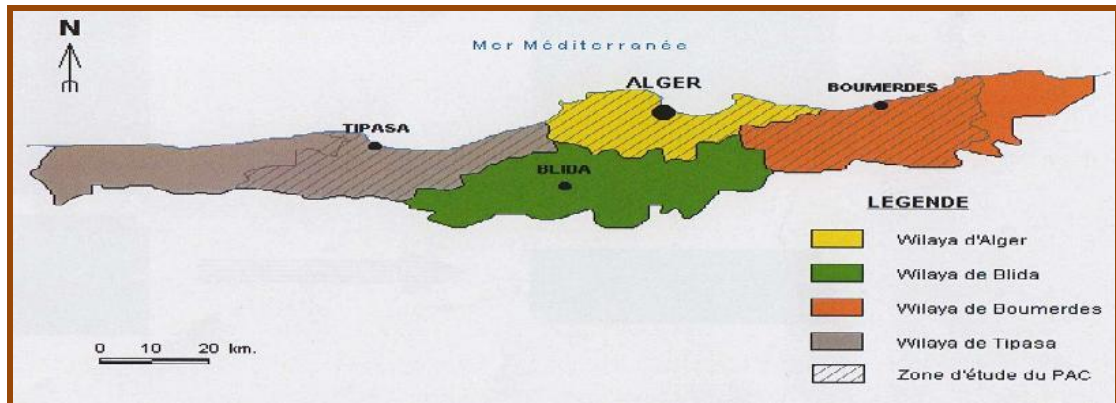 N
Mer Méditerranée
ALGER
BOUMERDES
TIPASA
BLIDA
LEGENDE
Wilaya d'Alger
Wilaya de Blida
Wilaya de Boumerdes
Wilaya de Tipasa
Zone d'étude du PAC
0 10 20 km.